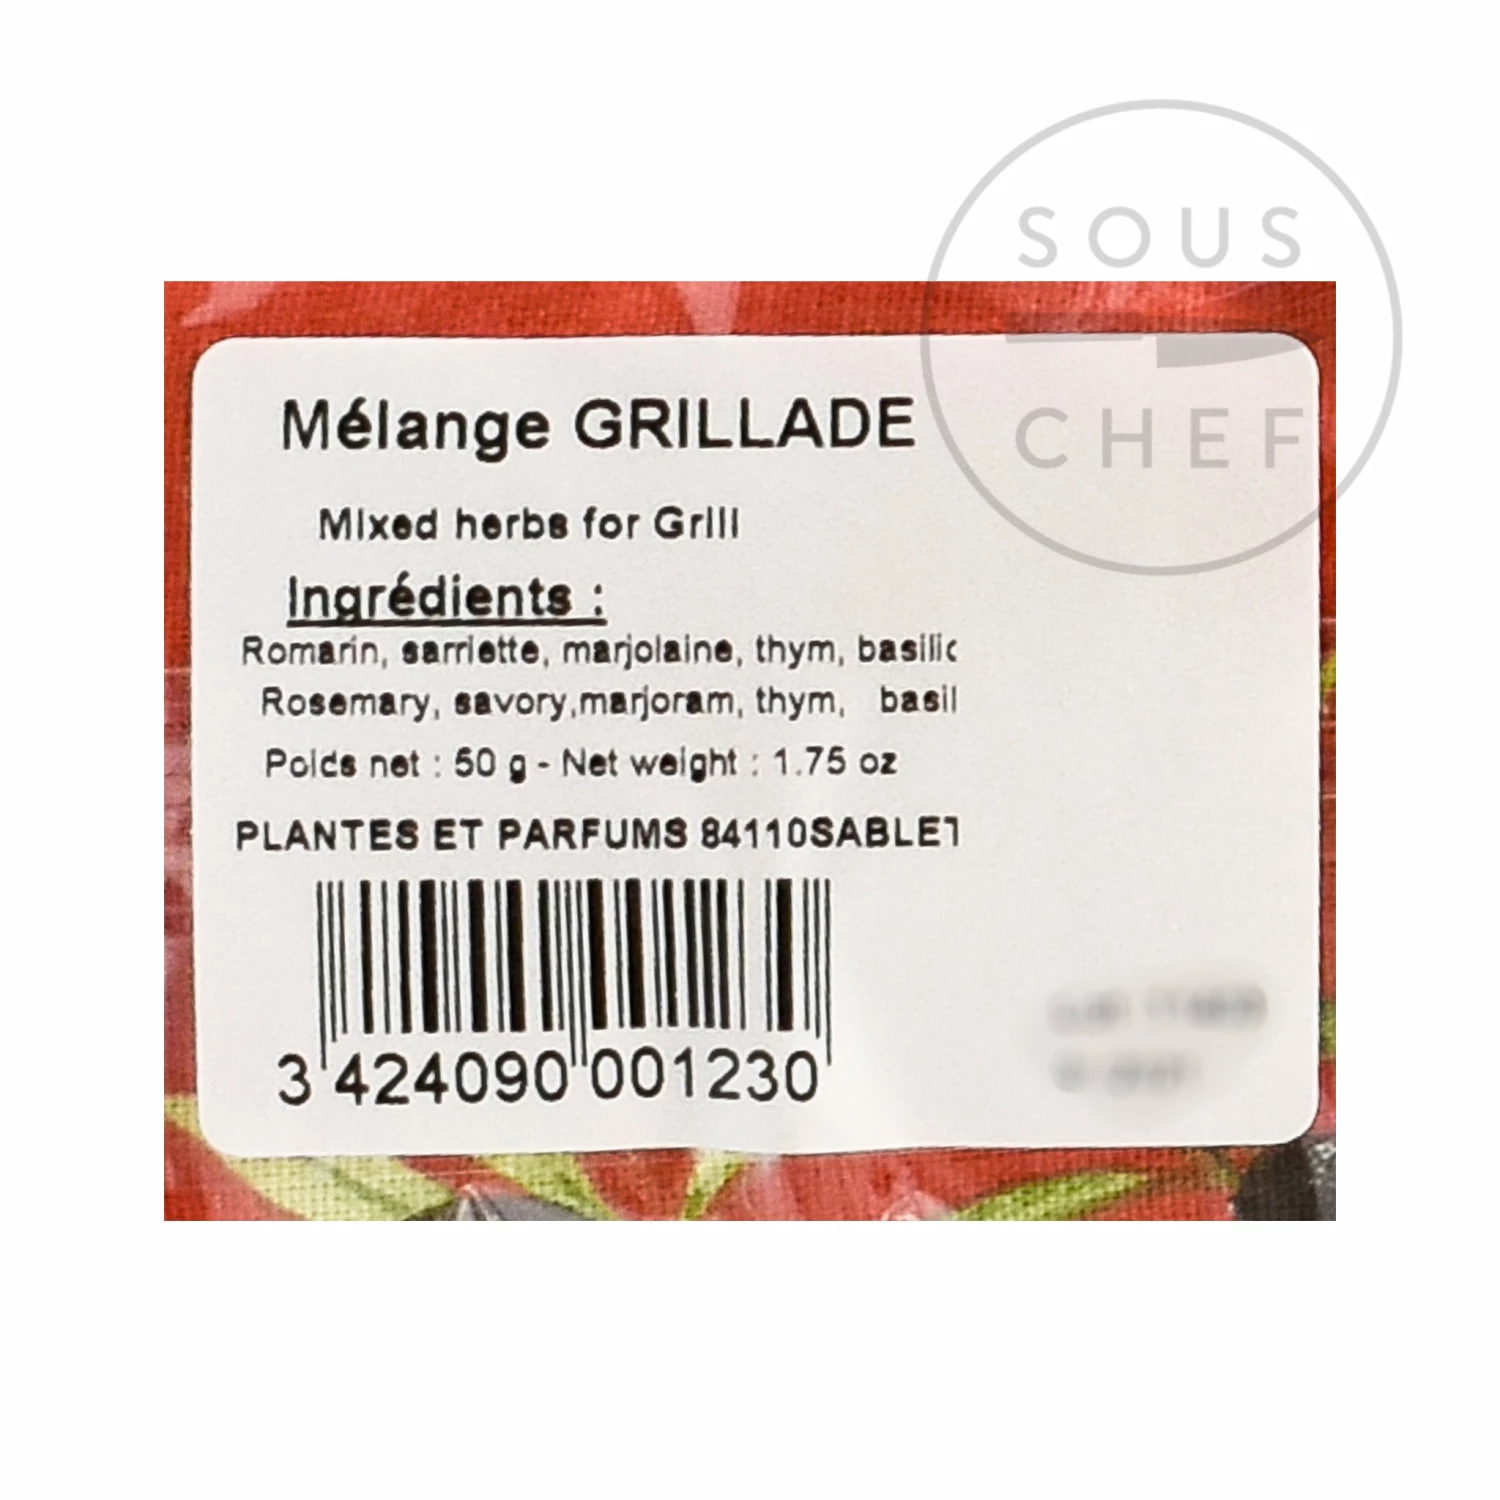 SOUS
CHEF
Mélange GRILLADE
Mixed herbs for Grill
Ingrédients :
Romarin, sarriette, marjolaine, thym, basilic
Rosemary, savory,marjoram, thym, basil
Poids net : 50 g - Net weight : 1.75 oz
PLANTES ET PARFUMS 84110SABLET
3 424090 001230